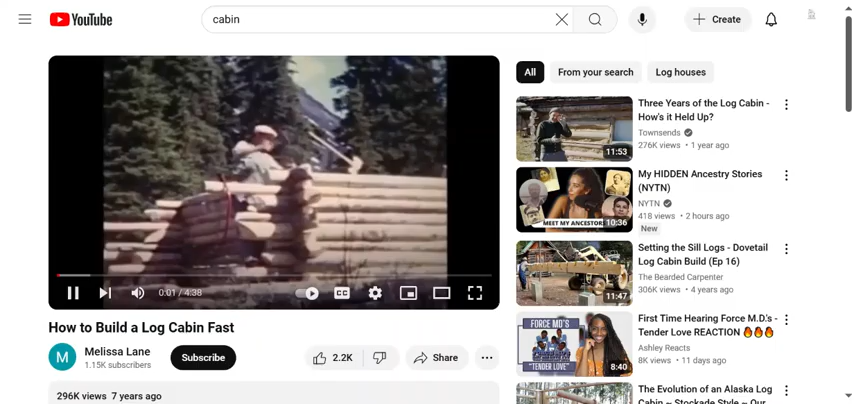 YouTube
cabin
Create
0:01 / 4:38
CC
How to Build a Log Cabin Fast
Melissa Lane
1.15K subscribers
Subscribe
2.2K
Share
296K views 7 years ago
All
From your search
Log houses
11:53
Three Years of the Log Cabin -
How's it Held Up?
Townsends
276K views • 1 year ago
MEET MY ANCESTORS
10:36
My HIDDEN Ancestry Stories
(NYTN)
NYTN
418 views • 2 hours ago
New
11:47
Setting the Sill Logs - Dovetail
Log Cabin Build (Ep 16)
The Bearded Carpenter
306K views • 4 years ago
FORCE MD'S
"TENDER LOVE"
8:40
First Time Hearing Force M.D.'s -
Tender Love REACTION 🔥🔥🔥
Ashley Reacts
8K views • 11 days ago
The Evolution of an Alaska Log
Cabin ~ Stockade Style ~ Our